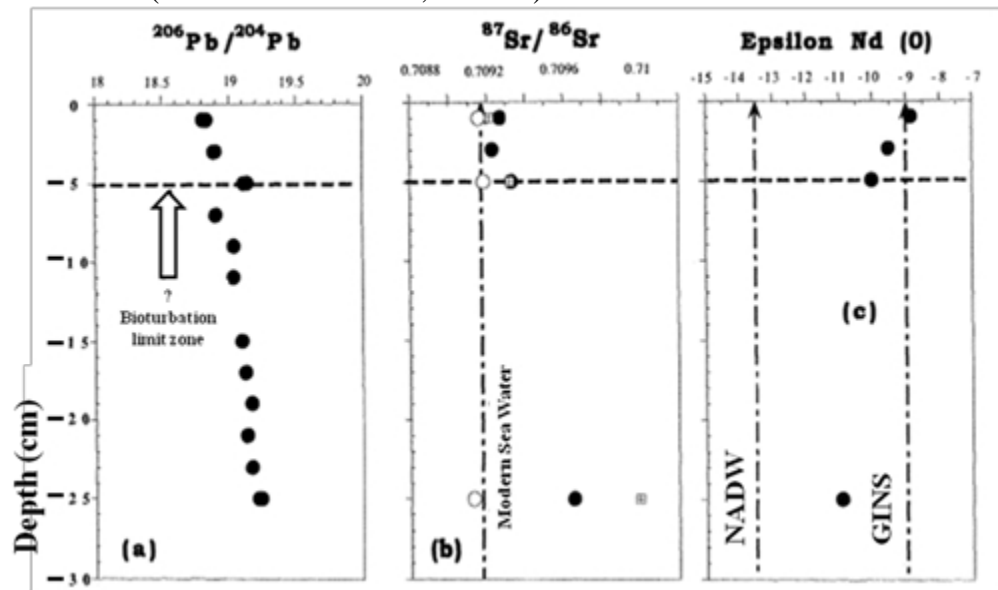 ²⁰⁶Pb/²⁰⁴Pb
⁸⁷Sr/⁸⁶Sr
Epsilon Nd (0)
18 18.5 19 19.5 20
0.7088 0.7092 0.7096 0.71
-15 -14 -13 -12 -11 -10 -9 -8 -7
0
-5
-10
-15
-20
-25
-30
Depth (cm)
?
Bioturbation
limit zone
(a)
Modern Sea Water
(b)
(c)
NADW
GINS